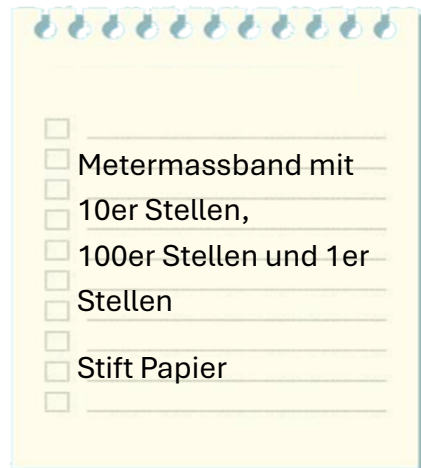 Metermassband mit
10er Stellen,
100er Stellen und 1er
Stellen
Stift Papier